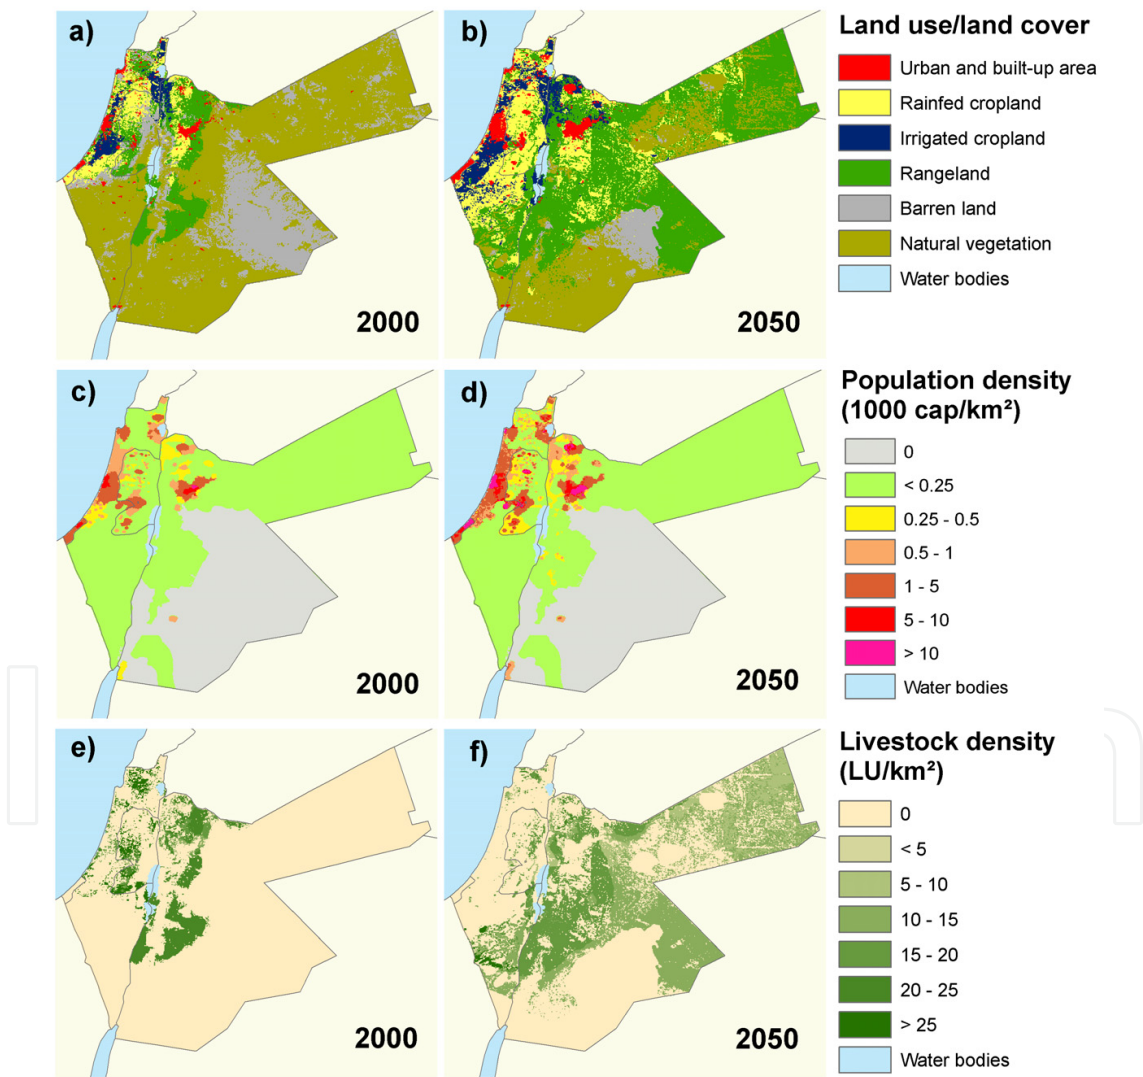 a)
2000
b)
2050
Land use/land cover
Urban and built-up area
Rainfed cropland
Irrigated cropland
Rangeland
Barren land
Natural vegetation
Water bodies
c)
2000
d)
2050
Population density
(1000 cap/km²)
0
< 0.25
0.25 - 0.5
0.5 - 1
1 - 5
5 - 10
> 10
Water bodies
e)
2000
f)
2050
Livestock density
(LU/km²)
0
< 5
5 - 10
10 - 15
15 - 20
20 - 25
> 25
Water bodies